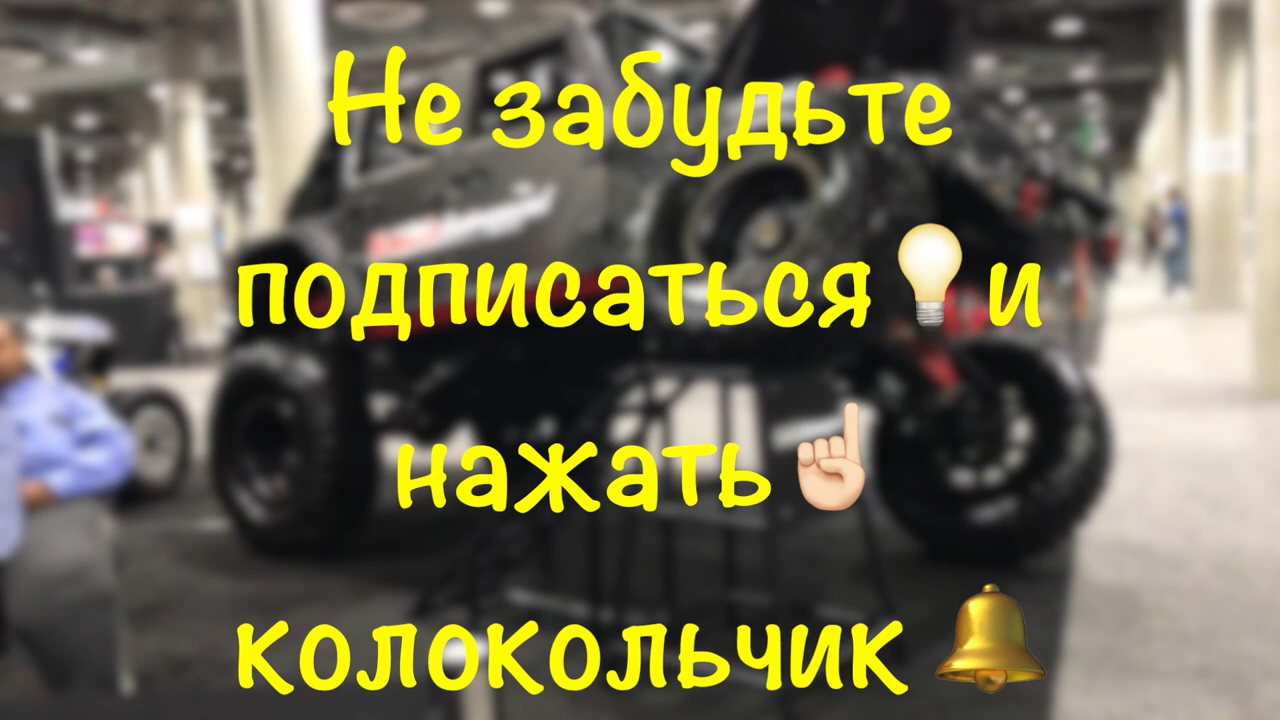 Не забудьте
подписаться💡и
нажать☝🏻
колокольчик🔔